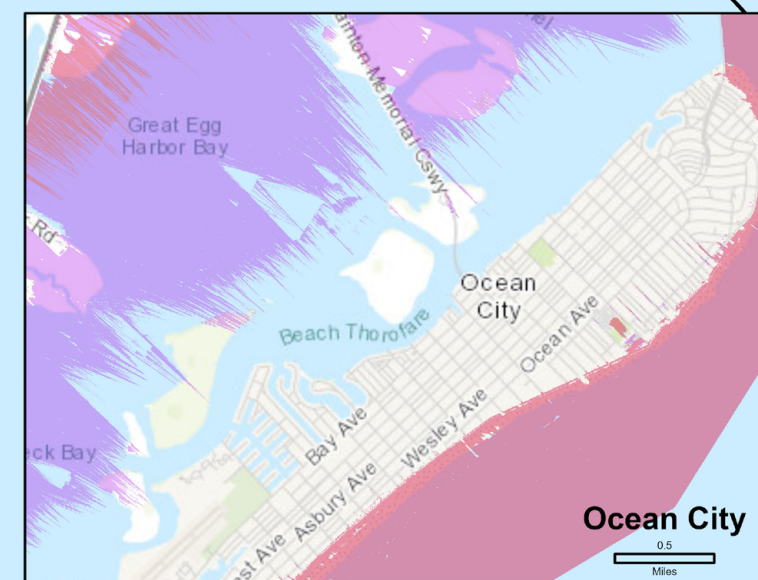 Great Egg
Harbor Bay
Memorial Cswy
Rd
Ocean
City
Beach Thorofare
Ocean Ave
Bay Ave
Wesley Ave
Asbury Ave
Ave
Bay
Ocean City
0.5
Miles